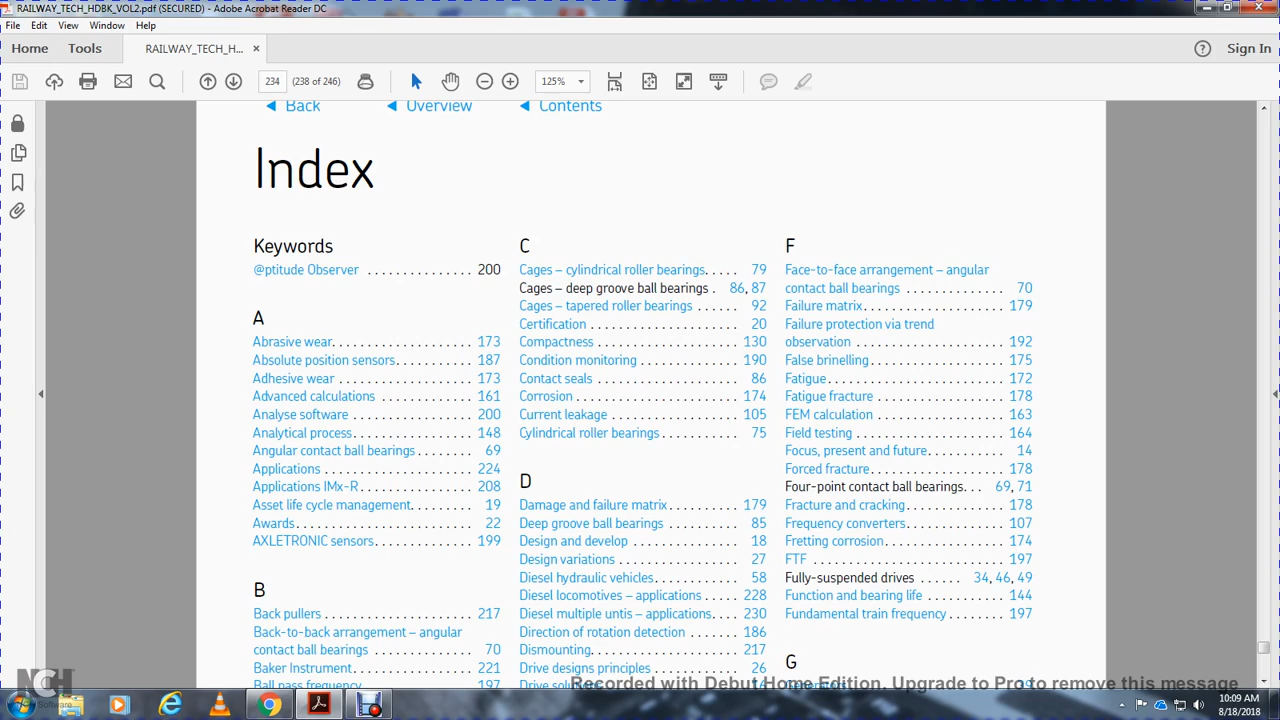 RAILWAY_TECH_HDBK_VOL2.pdf (SECURED) - Adobe Acrobat Reader DC
File Edit View Window Help
Home Tools RAILWAY_TECH_H... × Sign In
234 (238 of 246) 125%
Back Overview Contents
Index
Keywords
@ptitude Observer . . . . . . . . . . . . . . 200
A
Abrasive wear. . . . . . . . . . . . . . . . . . . 173
Absolute position sensors. . . . . . . . . . 187
Adhesive wear . . . . . . . . . . . . . . . . . . 173
Advanced calculations . . . . . . . . . . . . 161
Analyse software . . . . . . . . . . . . . . . . 200
Analytical process. . . . . . . . . . . . . . . . 148
Angular contact ball bearings . . . . . . . 69
Applications . . . . . . . . . . . . . . . . . . . . 224
Applications IMx-R . . . . . . . . . . . . . . . 208
Asset life cycle management. . . . . . . . 19
Awards. . . . . . . . . . . . . . . . . . . . . . . . 22
AXLETRONIC sensors. . . . . . . . . . . . . 199
B
Back pullers . . . . . . . . . . . . . . . . . . . . 217
Back-to-back arrangement – angular
contact ball bearings . . . . . . . . . . . . . 70
Baker Instrument. . . . . . . . . . . . . . . . 221
Ball pass frequency 197
C
Cages – cylindrical roller bearings. . . . . 79
Cages – deep groove ball bearings . 86, 87
Cages – tapered roller bearings . . . . . . 92
Certification . . . . . . . . . . . . . . . . . . . . 20
Compactness . . . . . . . . . . . . . . . . . . . 130
Condition monitoring . . . . . . . . . . . . . 190
Contact seals . . . . . . . . . . . . . . . . . . . 86
Corrosion . . . . . . . . . . . . . . . . . . . . . . 174
Current leakage . . . . . . . . . . . . . . . . . 105
Cylindrical roller bearings . . . . . . . . . . . 75
D
Damage and failure matrix . . . . . . . . . 179
Deep groove ball bearings . . . . . . . . . . 85
Design and develop . . . . . . . . . . . . . . . 18
Design variations . . . . . . . . . . . . . . . . 27
Diesel hydraulic vehicles. . . . . . . . . . . . 58
Diesel locomotives – applications . . . . . 228
Diesel multiple untis – applications. . . . 230
Direction of rotation detection . . . . . . . 186
Dismounting. . . . . . . . . . . . . . . . . . . . 217
Drive designs principles . . . . . . . . . . . . 26
F
Face-to-face arrangement – angular
contact ball bearings . . . . . . . . . . . . . 70
Failure matrix. . . . . . . . . . . . . . . . . . . 179
Failure protection via trend
observation . . . . . . . . . . . . . . . . . . . . 192
False brinelling . . . . . . . . . . . . . . . . . . 175
Fatigue . . . . . . . . . . . . . . . . . . . . . . . . 172
Fatigue fracture . . . . . . . . . . . . . . . . . 178
FEM calculation . . . . . . . . . . . . . . . . . 163
Field testing . . . . . . . . . . . . . . . . . . . . 164
Focus, present and future. . . . . . . . . . . 14
Forced fracture . . . . . . . . . . . . . . . . . . 178
Four-point contact ball bearings. . . 69, 71
Fracture and cracking . . . . . . . . . . . . . 178
Frequency converters. . . . . . . . . . . . . . 107
Fretting corrosion . . . . . . . . . . . . . . . . 174
FTF . . . . . . . . . . . . . . . . . . . . . . . . . . 197
Fully-suspended drives . . . . . . 34, 46, 49
Function and bearing life . . . . . . . . . . . 144
Fundamental train frequency . . . . . . . . 197
G
NCH
Software
Recorded with Debut Home Edition. Upgrade to Pro to remove this message
10:09 AM
8/18/2018